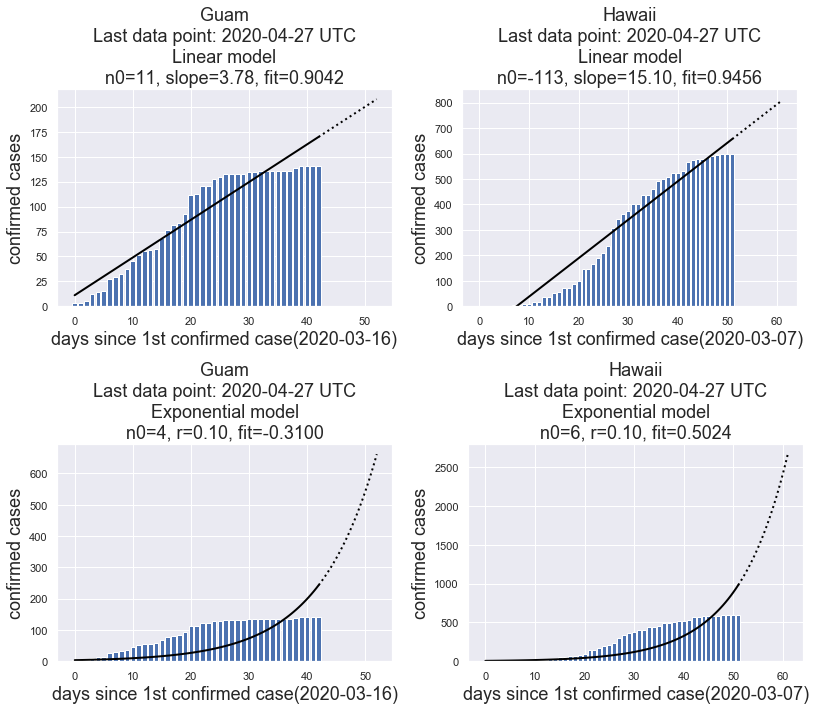 Guam
Last data point: 2020-04-27 UTC
Linear model
n0=11, slope=3.78, fit=0.9042
confirmed cases
200
175
150
125
100
75
50
25
0
0
10
20
30
40
50
days since 1st confirmed case(2020-03-16)
Hawaii
Last data point: 2020-04-27 UTC
Linear model
n0=-113, slope=15.10, fit=0.9456
confirmed cases
800
700
600
500
400
300
200
100
0
0
10
20
30
40
50
60
days since 1st confirmed case(2020-03-07)
Guam
Last data point: 2020-04-27 UTC
Exponential model
n0=4, r=0.10, fit=-0.3100
confirmed cases
600
500
400
300
200
100
0
0
10
20
30
40
50
days since 1st confirmed case(2020-03-16)
Hawaii
Last data point: 2020-04-27 UTC
Exponential model
n0=6, r=0.10, fit=0.5024
confirmed cases
2500
2000
1500
1000
500
0
0
10
20
30
40
50
60
days since 1st confirmed case(2020-03-07)